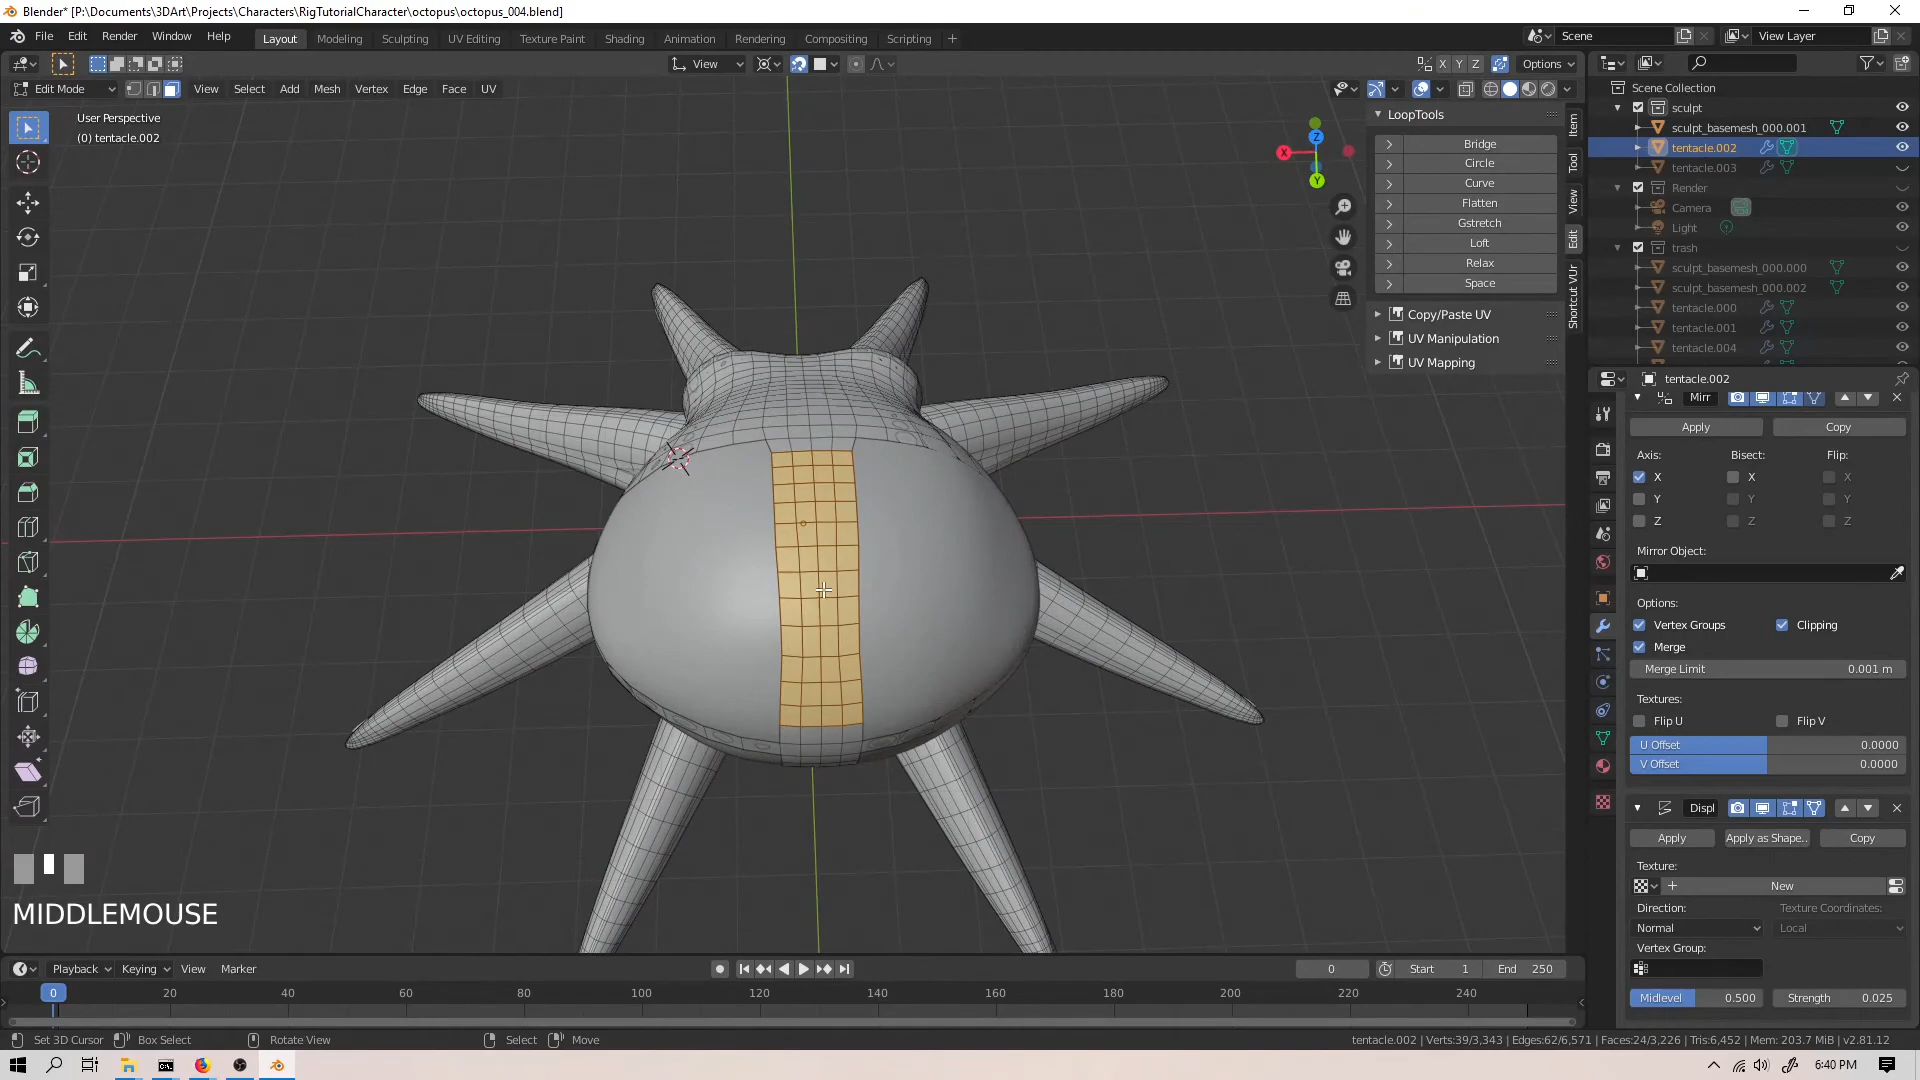 Blender* [P:\Documents\3DArt\Projects\Characters\RigTutorialCharacter\octopus\octopus_004.blend]
File Edit Render Window Help
Layout Modeling Sculpting UV Editing Texture Paint Shading Animation Rendering Compositing Scripting +
Scene View Layer
View X Y Z Options
Edit Mode View Select Add Mesh Vertex Edge Face UV
User Perspective
(0) tentacle.002
X
Z
Y
LoopTools
Bridge
Circle
Curve
Flatten
Gstretch
Loft
Relax
Space
Copy/Paste UV
UV Manipulation
UV Mapping
Item
Tool
View
Edit
Shortcut VUr
Scene Collection
sculpt
sculpt_basemesh_000.001
tentacle.002
tentacle.003
Render
Camera
Light
trash
sculpt_basemesh_000.000
sculpt_basemesh_000.002
tentacle.000
tentacle.001
tentacle.004
tentacle.002
Mirr
Apply Copy
Axis: Bisect: Flip:
X X X
Y Y Y
Z Z Z
Mirror Object:
Options:
Vertex Groups Clipping
Merge
Merge Limit 0.001 m
Textures:
Flip U Flip V
U Offset 0.0000
V Offset 0.0000
Displ
Apply Apply as Shape.. Copy
Texture:
New
Direction: Texture Coordinates:
Normal Local
Vertex Group:
Midlevel 0.500 Strength 0.025
MIDDLEMOUSE
Playback Keying View Marker
0 Start 1 End 250
0 20 40 60 80 100 120 140 160 180 200 220 240
Set 3D Cursor Box Select Rotate View Select Move
tentacle.002 | Verts:39/3,343 | Edges:62/6,571 | Faces:24/3,226 | Tris:6,452 | Mem: 203.7 MiB | v2.81.12
6:40 PM